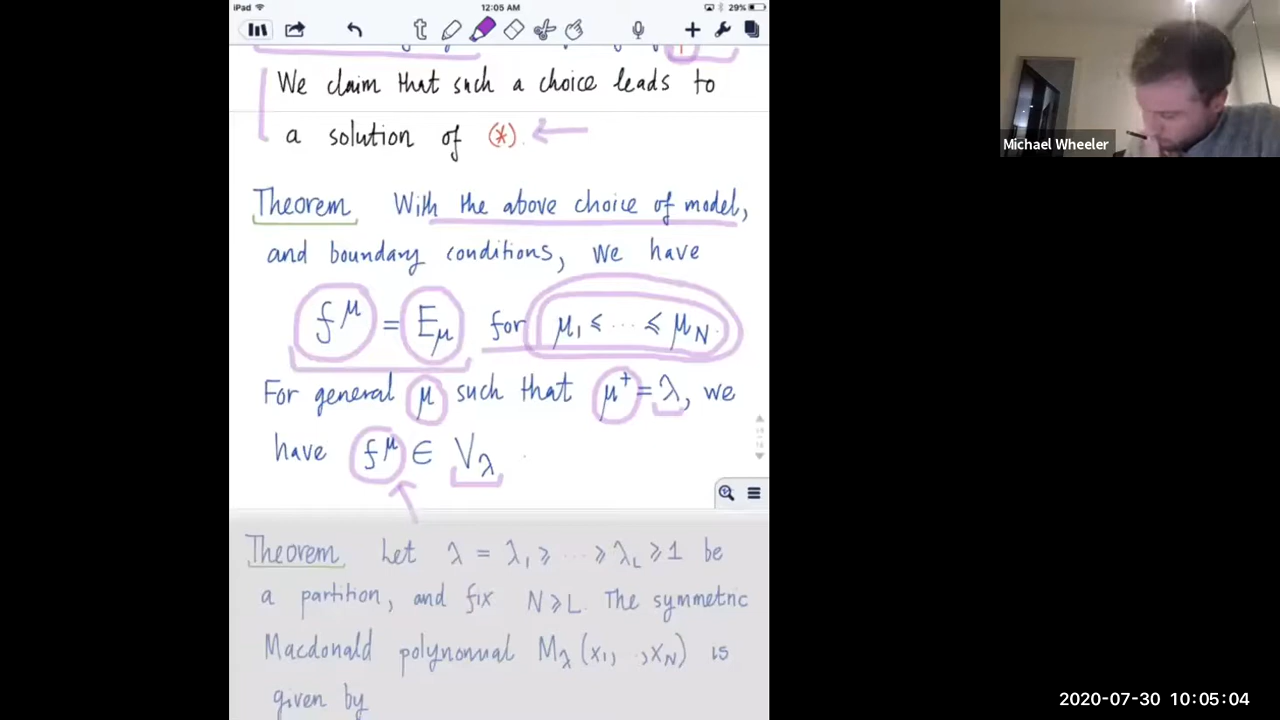 iPad 12:05 AM 29%
We claim that such a choice leads to
a solution of (*).
Theorem With the above choice of model,
and boundary conditions, we have
f^μ = E_μ for μ_1 ≤ ··· ≤ μ_N.
For general μ such that μ^+ = λ, we
have f^μ ∈ V_λ.
Theorem Let λ = λ_1 ≥ ··· ≥ λ_L ≥ 1 be
a partition, and fix N ≥ L. The symmetric
Macdonald polynomial M_λ(x_1, ..., x_N) is
given by
Michael Wheeler
2020-07-30 10:05:04